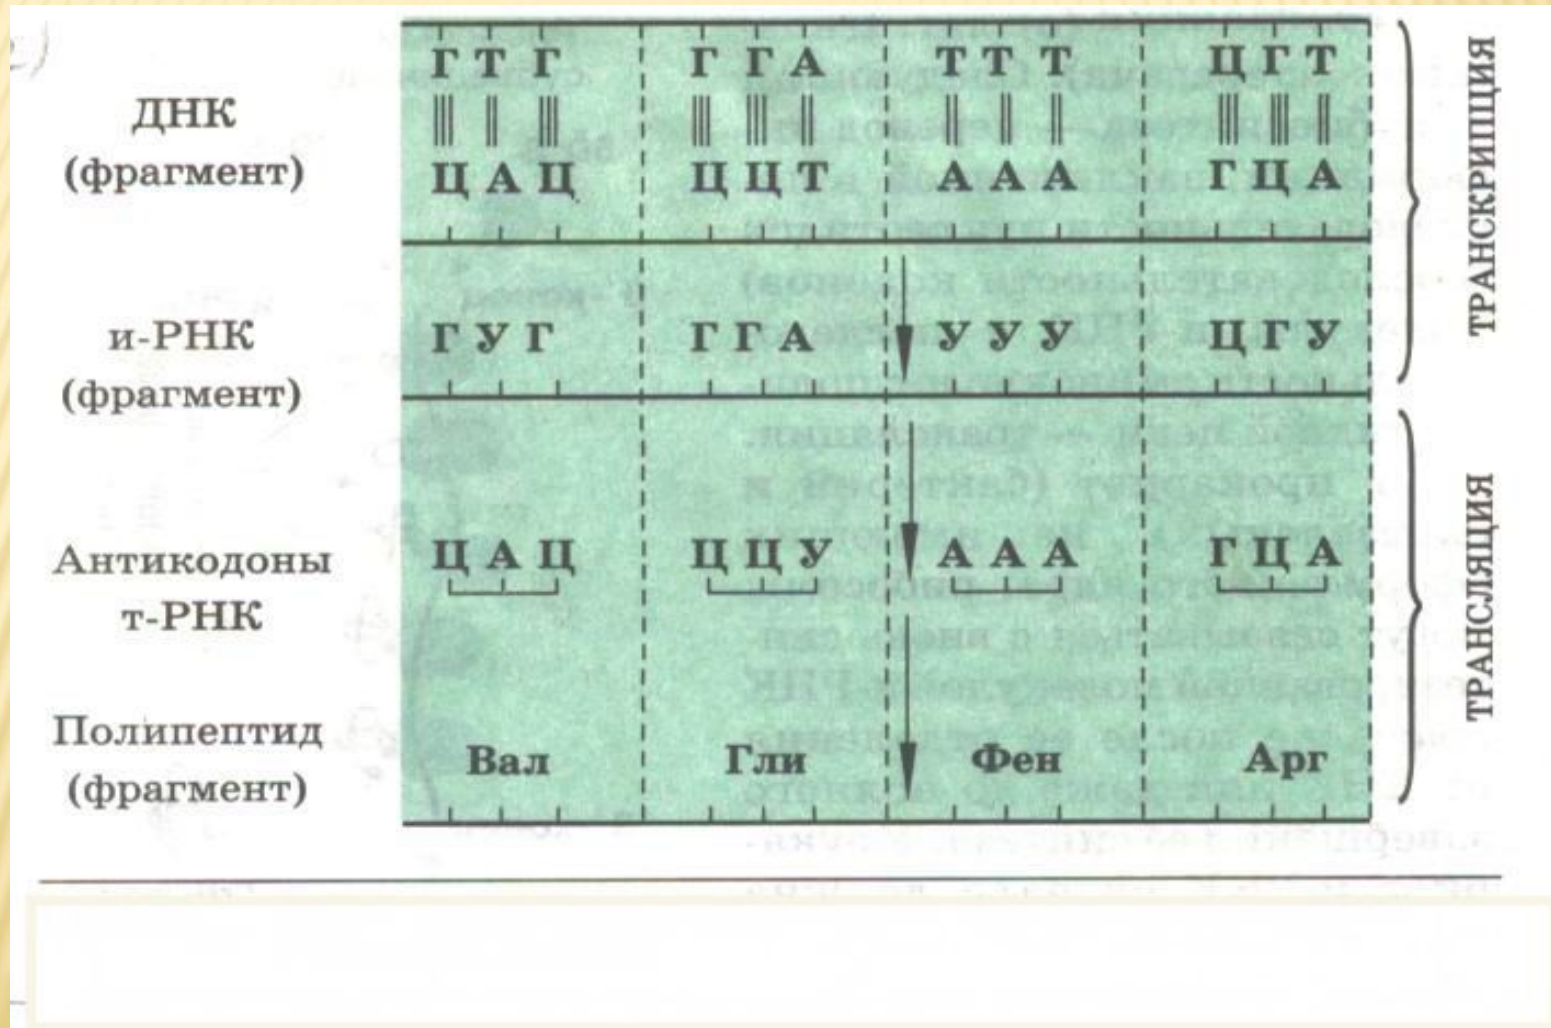 ДНК
(фрагмент)
Г Т Г Г Г А Т Т Т Ц Г Т
Ц А Ц Ц Ц Т А А А Г Ц А
и-РНК
(фрагмент)
Г У Г Г Г А У У У Ц Г У
ТРАНСКРИПЦИЯ
Антикодоны
т-РНК
Ц А Ц Ц Ц У А А А Г Ц А
Полипептид
(фрагмент)
Вал Гли Фен Арг
ТРАНСЛЯЦИЯ